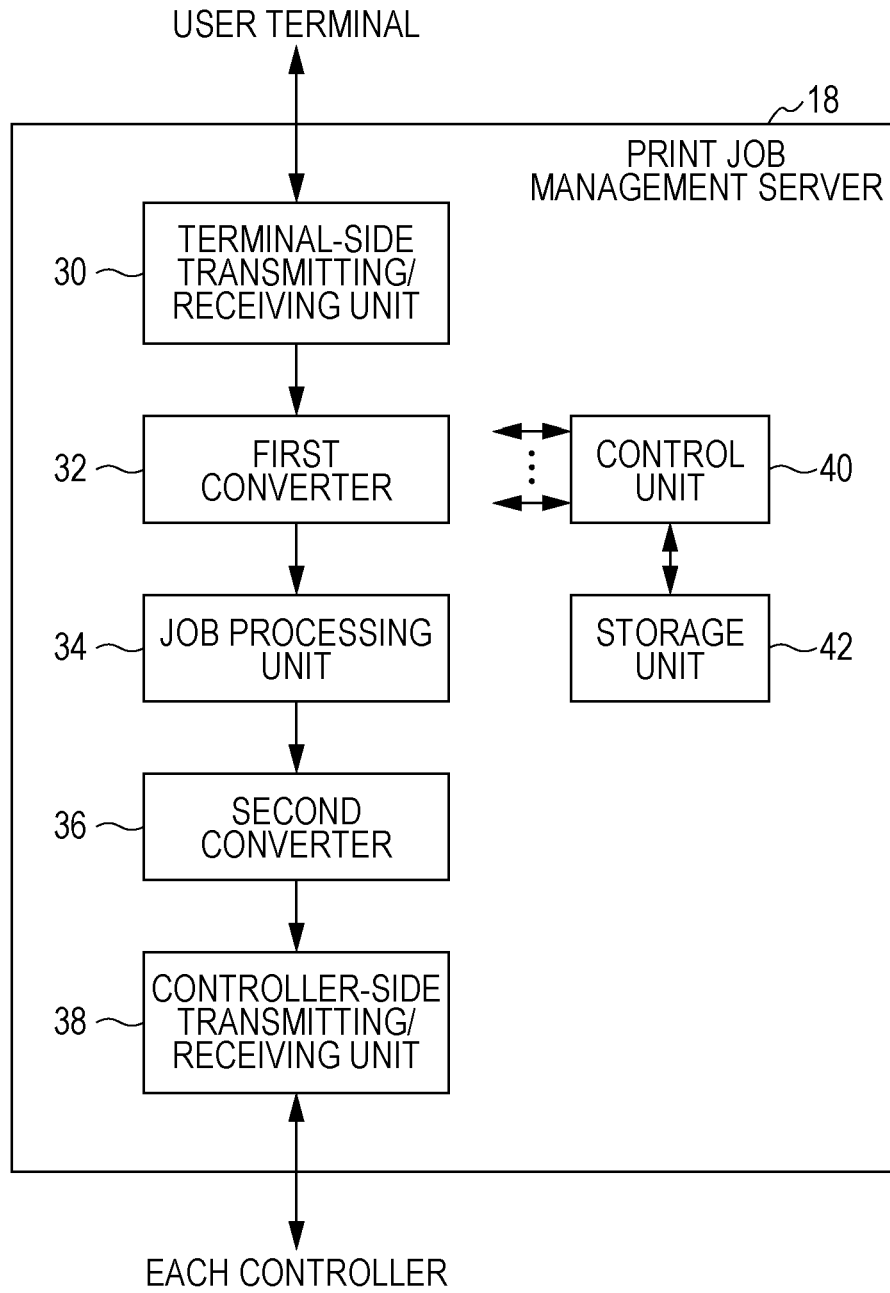 USER TERMINAL
18
PRINT JOB
MANAGEMENT SERVER
30
TERMINAL-SIDE
TRANSMITTING/
RECEIVING UNIT
32
FIRST
CONVERTER
CONTROL
UNIT
40
34
JOB PROCESSING
UNIT
STORAGE
UNIT
42
36
SECOND
CONVERTER
38
CONTROLLER-SIDE
TRANSMITTING/
RECEIVING UNIT
EACH CONTROLLER